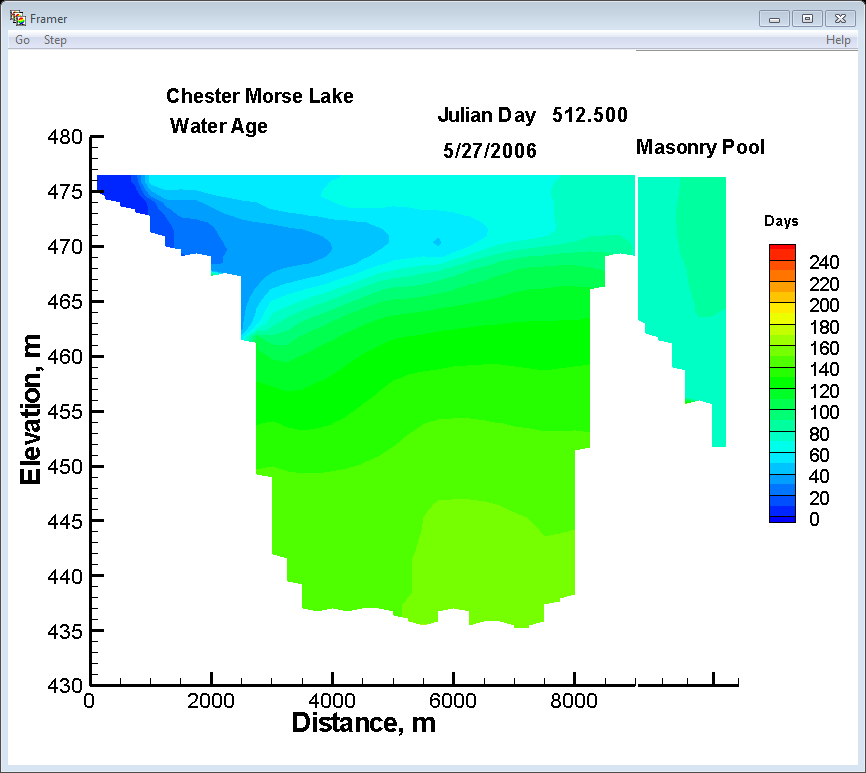 Framer
Go Step Help
Chester Morse Lake
Water Age
Julian Day 512.500
5/27/2006
Masonry Pool
Days
240
220
200
180
160
140
120
100
80
60
40
20
0
Elevation, m
480
475
470
465
460
455
450
445
440
435
430
0 2000 4000 6000 8000
Distance, m